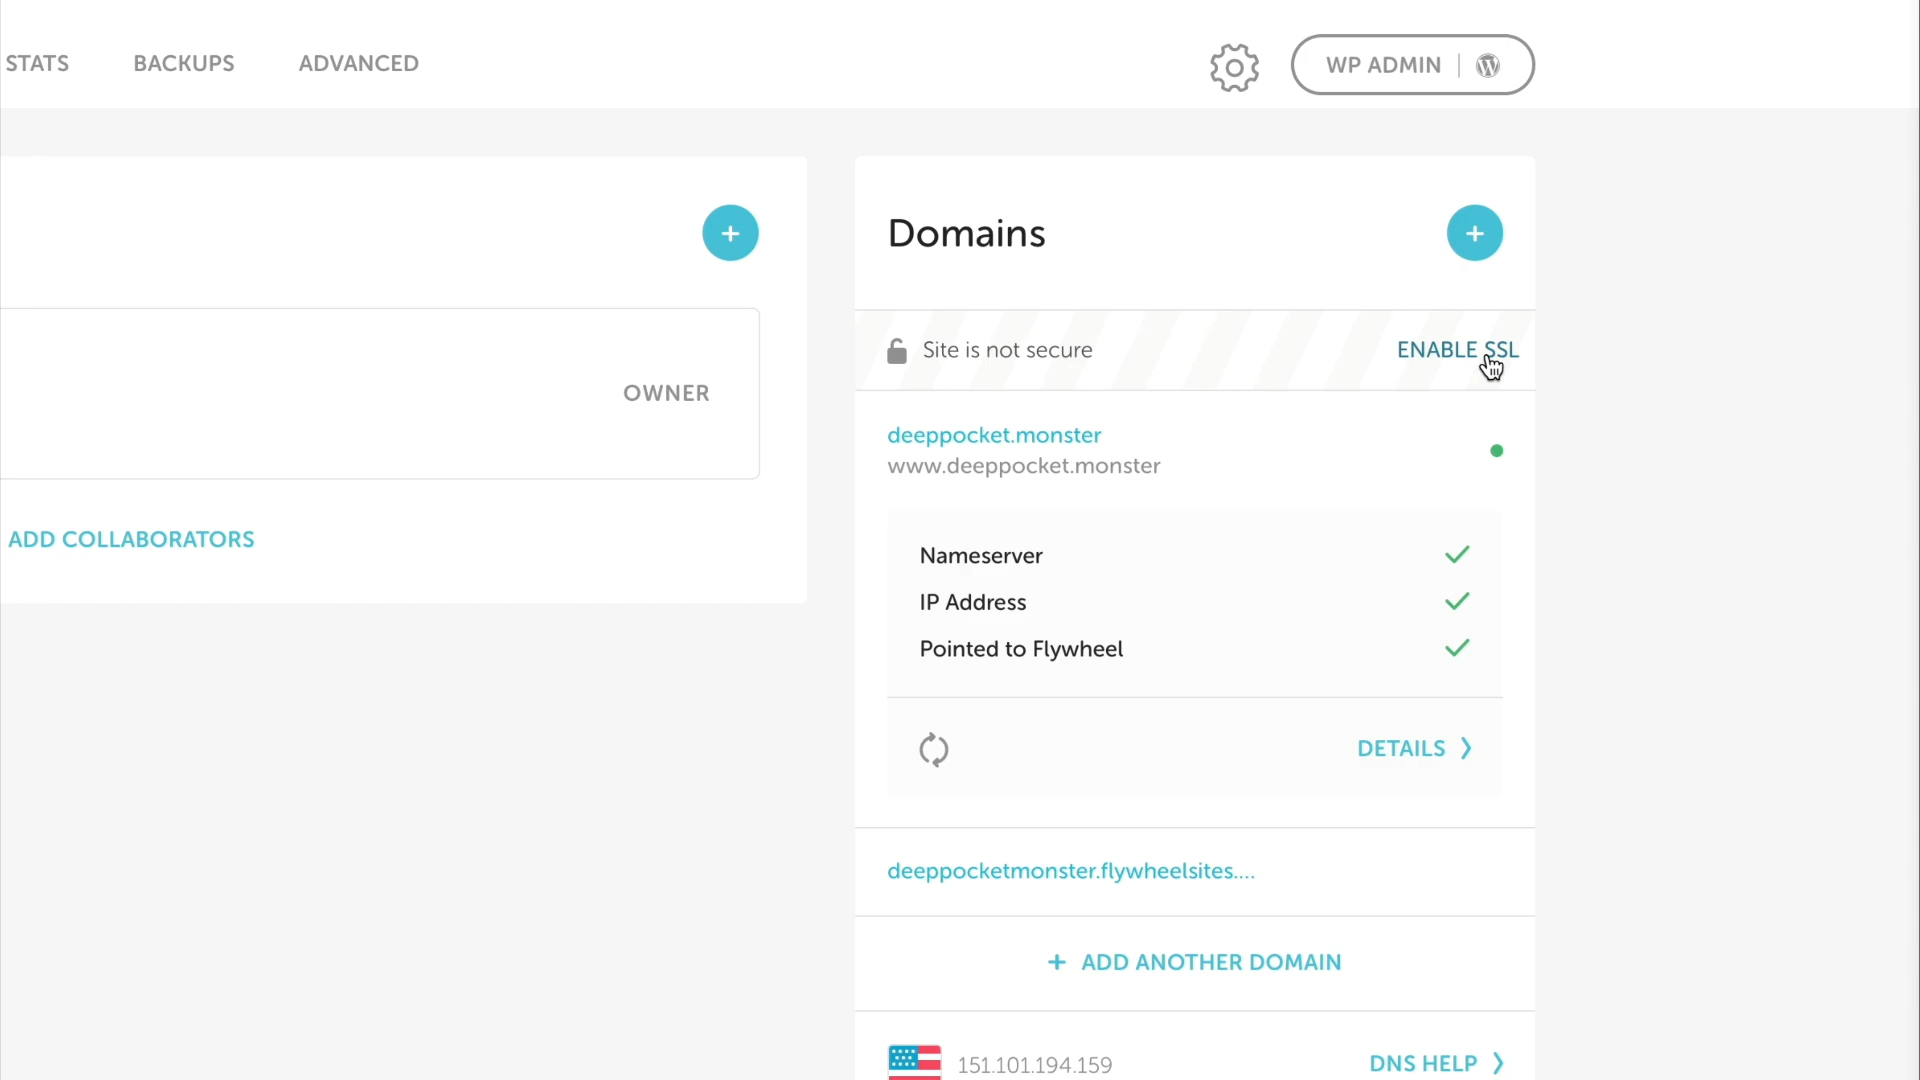 STATS BACKUPS ADVANCED WP ADMIN
OWNER
ADD COLLABORATORS
Domains
Site is not secure ENABLE SSL
deeppocket.monster
www.deeppocket.monster
Nameserver
IP Address
Pointed to Flywheel
DETAILS
deeppocketmonster.flywheelsites....
+ ADD ANOTHER DOMAIN
151.101.194.159 DNS HELP